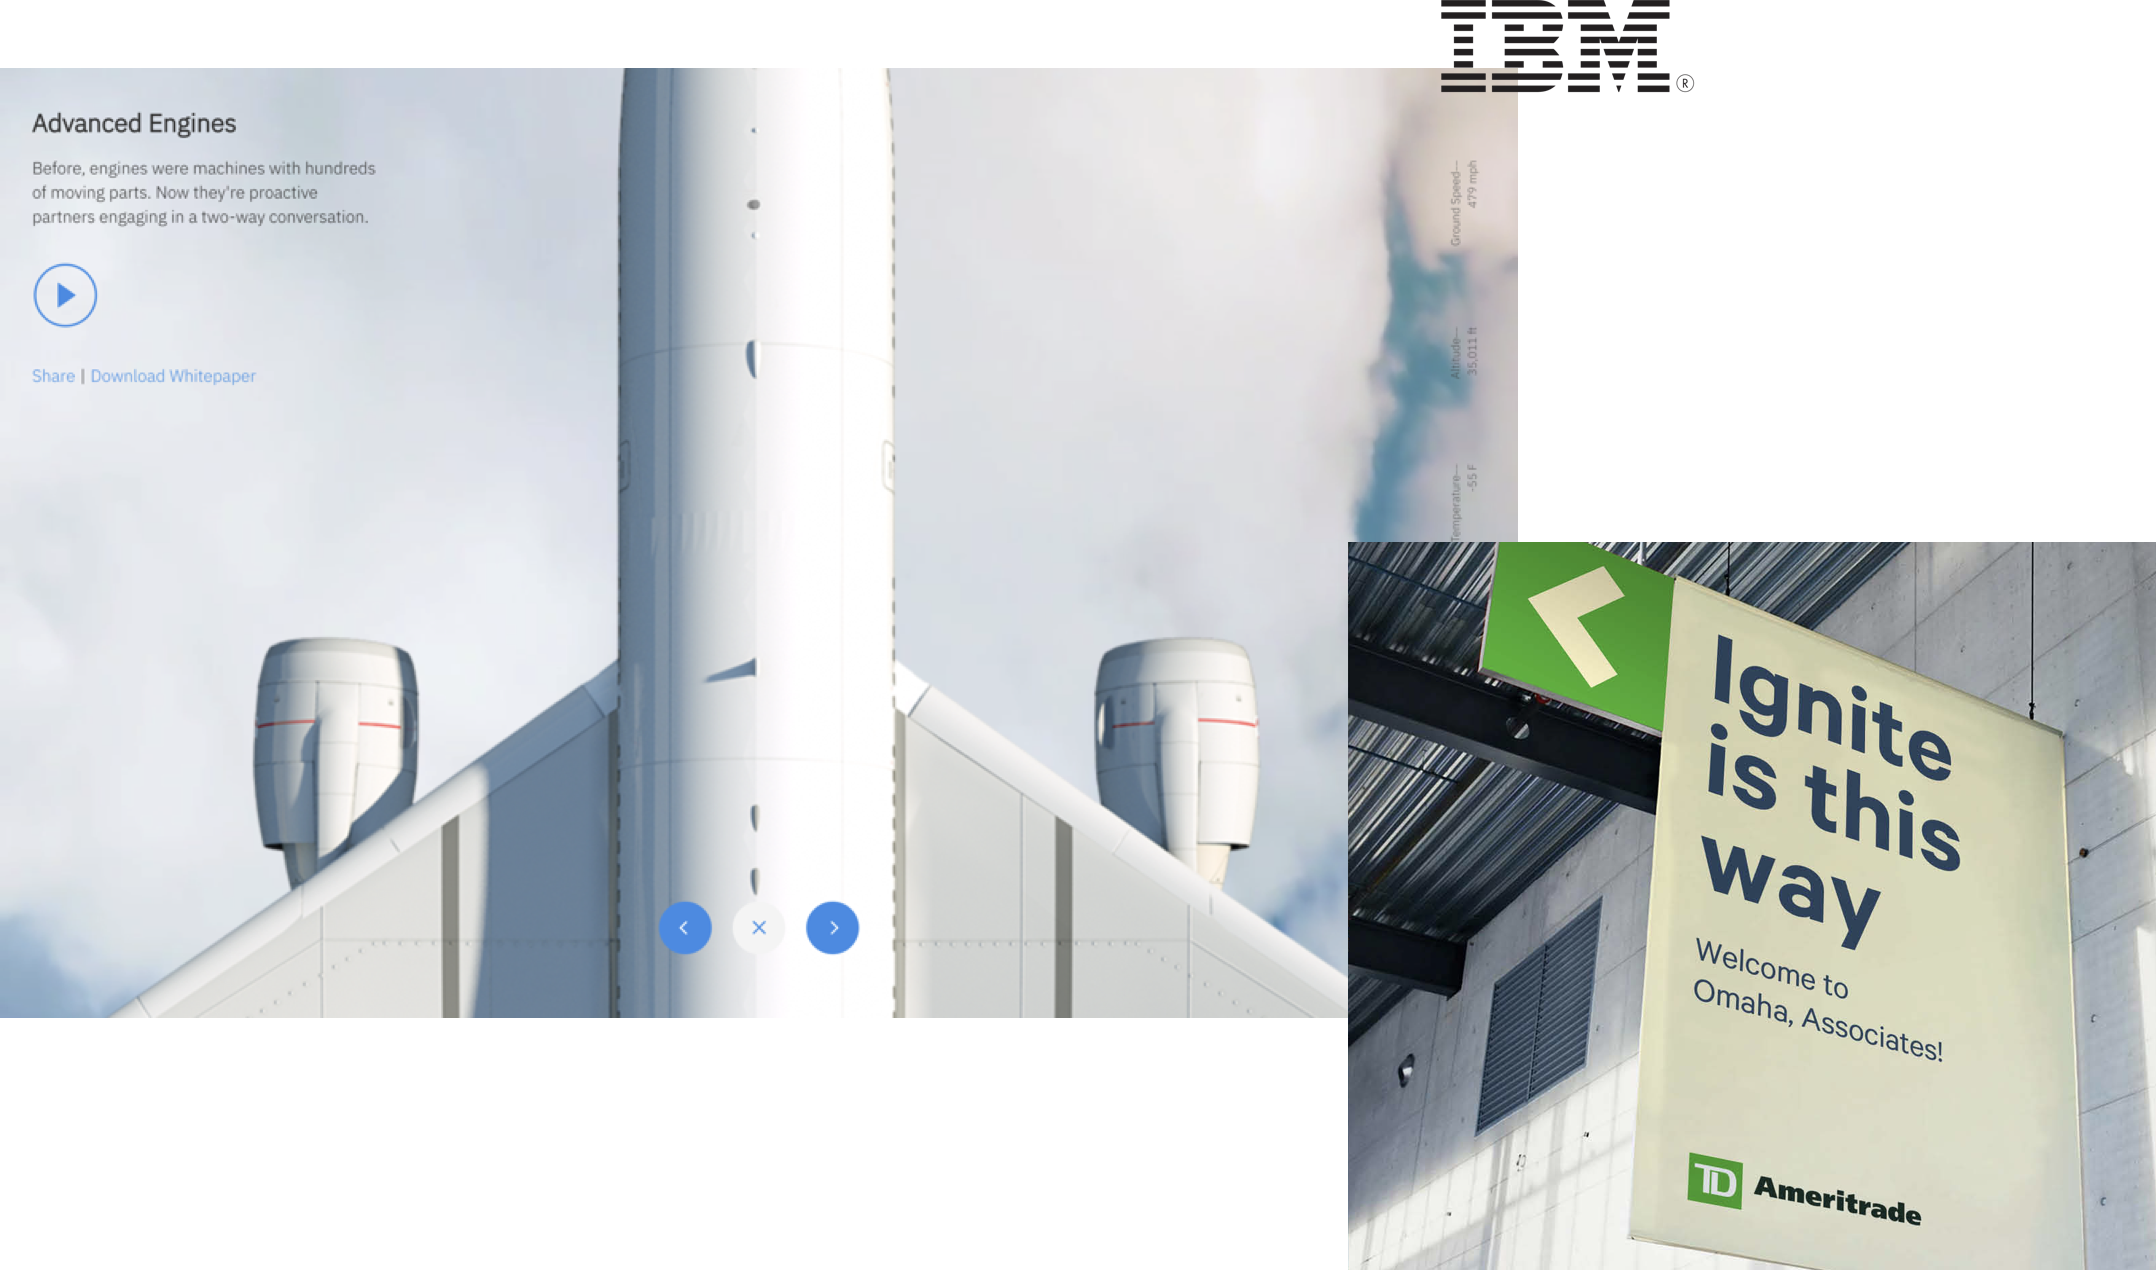 IBM®
Advanced Engines
Before, engines were machines with hundreds
of moving parts. Now they're proactive
partners engaging in a two-way conversation.
Share | Download Whitepaper
Ground Speed—
479 mph
Altitude—
35,011 ft
Temperature—
-55 F
Ignite
is this
way
Welcome to
Omaha, Associates!
TD Ameritrade